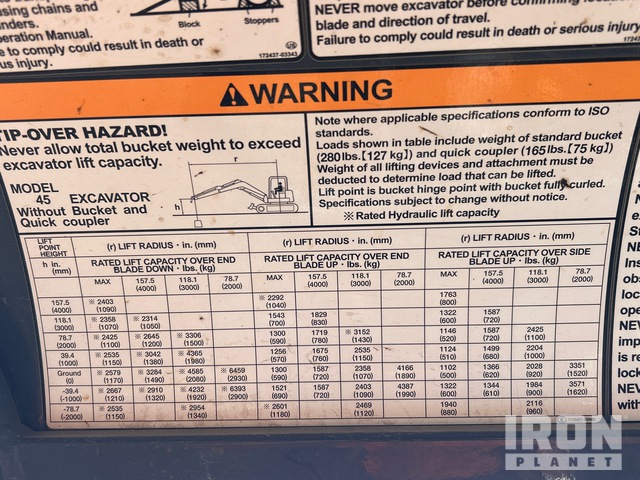 using chains and
Block
Stoppers
Operation Manual.
Failure to comply could result in death or
serious injury.
172437-03343
US
NEVER move excavator before confirming
blade and direction of travel.
Failure to comply could result in death or serious injury
WARNING
TIP-OVER HAZARD!
Never allow total bucket weight to exceed
excavator lift capacity.
MODEL
45 EXCAVATOR
Without Bucket and
Quick coupler
r
h
Note where applicable specifications conform to ISO
standards.
Loads shown in table include weight of standard bucket
(280lbs.[127 kg]) and quick coupler (165lbs.[75 kg])
Weight of all lifting devices and attachment must be
deducted to determine load that can be lifted.
Lift point is bucket hinge point with bucket fully curled.
Specifications subject to change without notice.
※ Rated Hydraulic lift capacity
LIFT POINT HEIGHT (r) LIFT RADIUS · in. (mm) (r) LIFT RADIUS · in. (mm) (r) LIFT RADIUS · in. (mm)
h in. (mm) RATED LIFT CAPACITY OVER END BLADE DOWN · lbs. (kg) RATED LIFT CAPACITY OVER END BLADE UP · lbs. (kg) RATED LIFT CAPACITY OVER SIDE BLADE UP · lbs. (kg)
MAX 157.5 118.1 78.7 MAX 157.5 118.1 78.7 MAX 157.5 118.1 78.7
(4000) (3000) (2000) (4000) (3000) (2000) (4000) (3000) (2000)
157.5 ※ 2403 ※ 2292 1763
(4000) (1090) (1040) (800)
118.1 ※ 2358 ※ 2314 1543 1829 1322 1587
(3000) (1070) (1050) (700) (830) (600) (720)
78.7 ※ 2425 ※ 2645 ※ 3306 1300 1719 ※ 3152 1146 1587 2425
(2000) (1100) (1200) (1500) (590) (780) (1430) (520) (720) (1100)
39.4 ※ 2535 ※ 3042 ※ 4365 1256 1675 2535 1124 1499 2204
(1000) (1150) (1380) (1980) (570) (760) (1150) (510) (680) (1000)
Ground ※ 2579 ※ 3284 ※ 4585 ※ 6459 1300 1587 2358 4166 1102 1366 2028 3351
(0) (1170) (1490) (2080) (2930) (590) (720) (1070) (1890) (500) (620) (920) (1520)
-39.4 ※ 2667 ※ 2910 ※ 4232 ※ 6393 1521 1587 2403 4387 1322 1344 1984 3571
(-1000) (1210) (1320) (1920) (2900) (690) (720) (1090) (1990) (600) (610) (900) (1620)
-78.7 ※ 2535 ※ 2954 ※ 2601 2469 1940 2116
(-2000) (1150) (1340) (1180) (1120) (880) (960)
IRON
PLANET